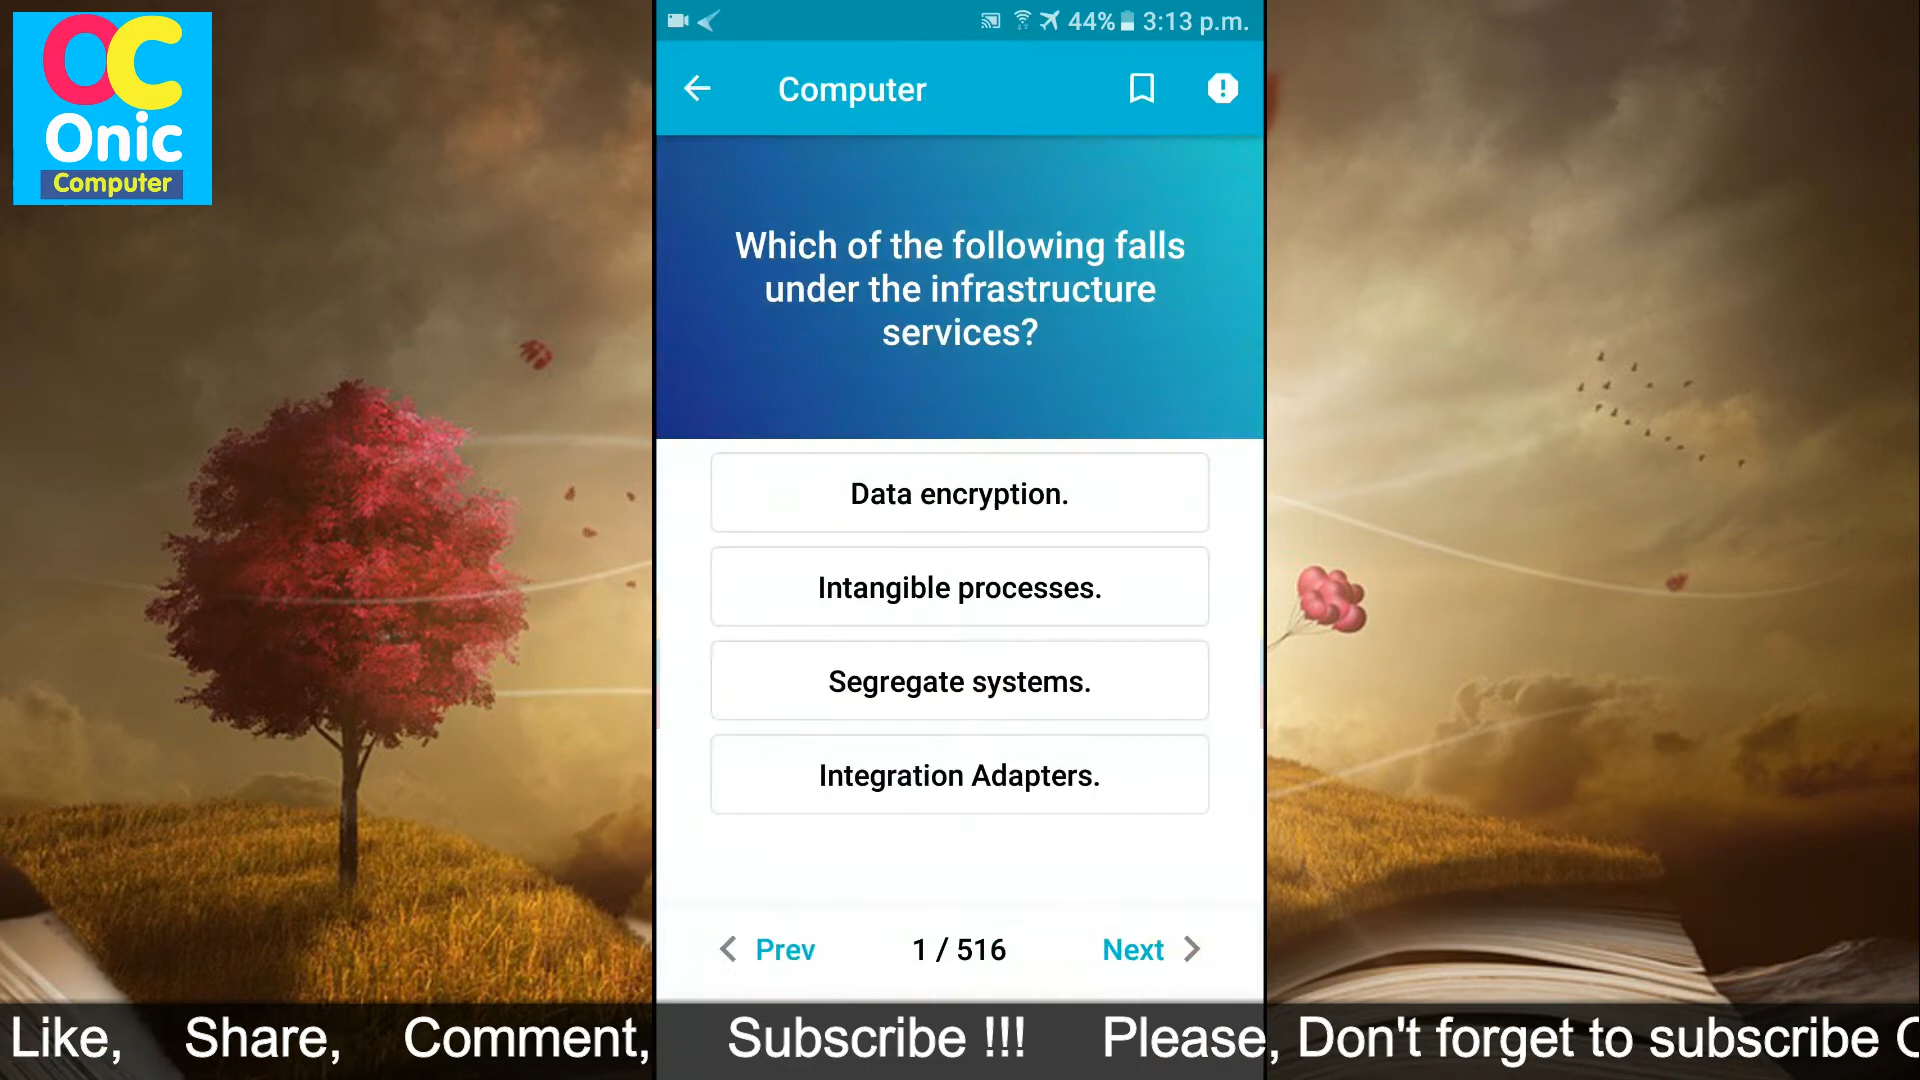 OC
Onic
Computer
44% 3:13 p.m.
Computer
Which of the following falls
under the infrastructure
services?
Data encryption.
Intangible processes.
Segregate systems.
Integration Adapters.
Prev 1 / 516 Next
Like, Share, Comment, Subscribe !!! Please, Don't forget to subscribe